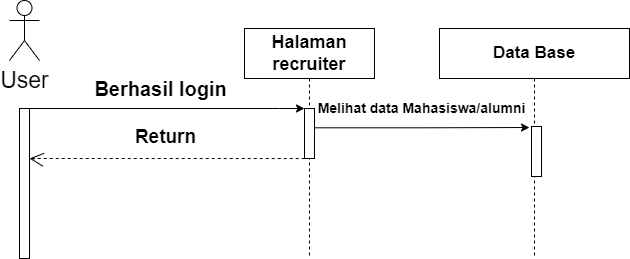 User
Halaman
recruiter
Data Base
Berhasil login
Melihat data Mahasiswa/alumni
Return